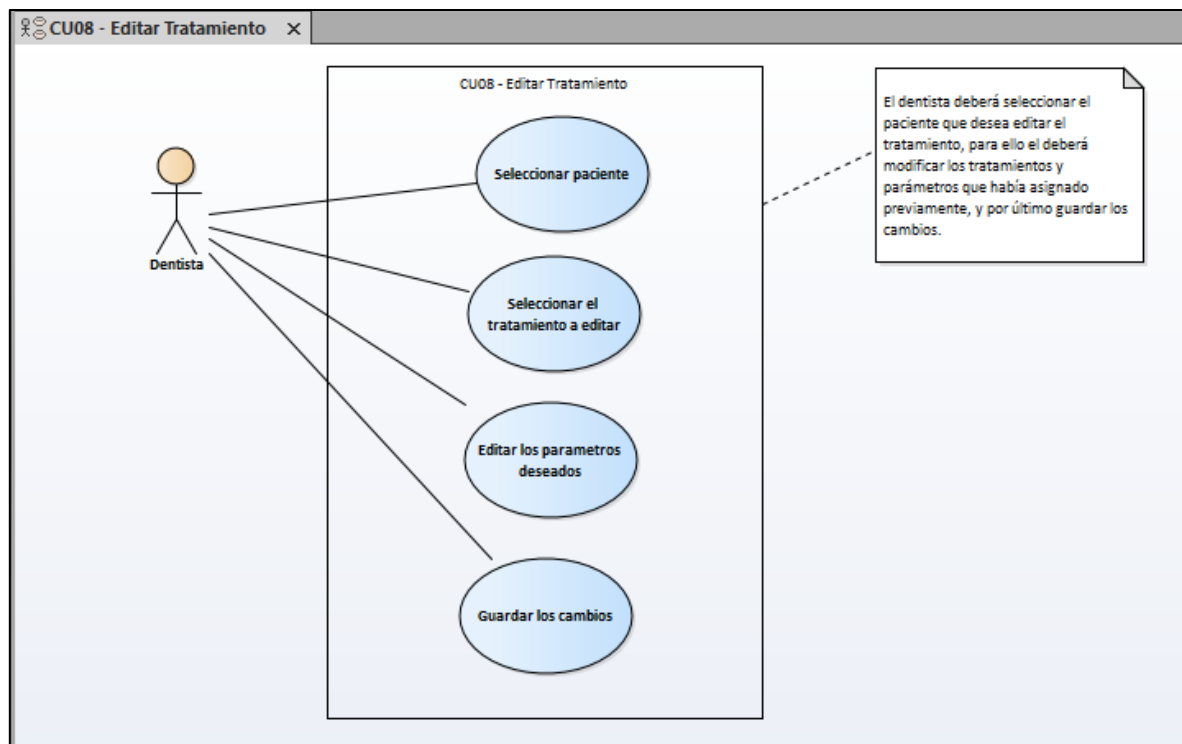 CU08 - Editar Tratamiento
CU08 - Editar Tratamiento
El dentista deberá seleccionar el
paciente que desea editar el
tratamiento, para ello el deberá
modificar los tratamientos y
parámetros que había asignado
previamente, y por último guardar los
cambios.
Seleccionar paciente
Dentista
Seleccionar el
tratamiento a editar
Editar los parametros
deseados
Guardar los cambios